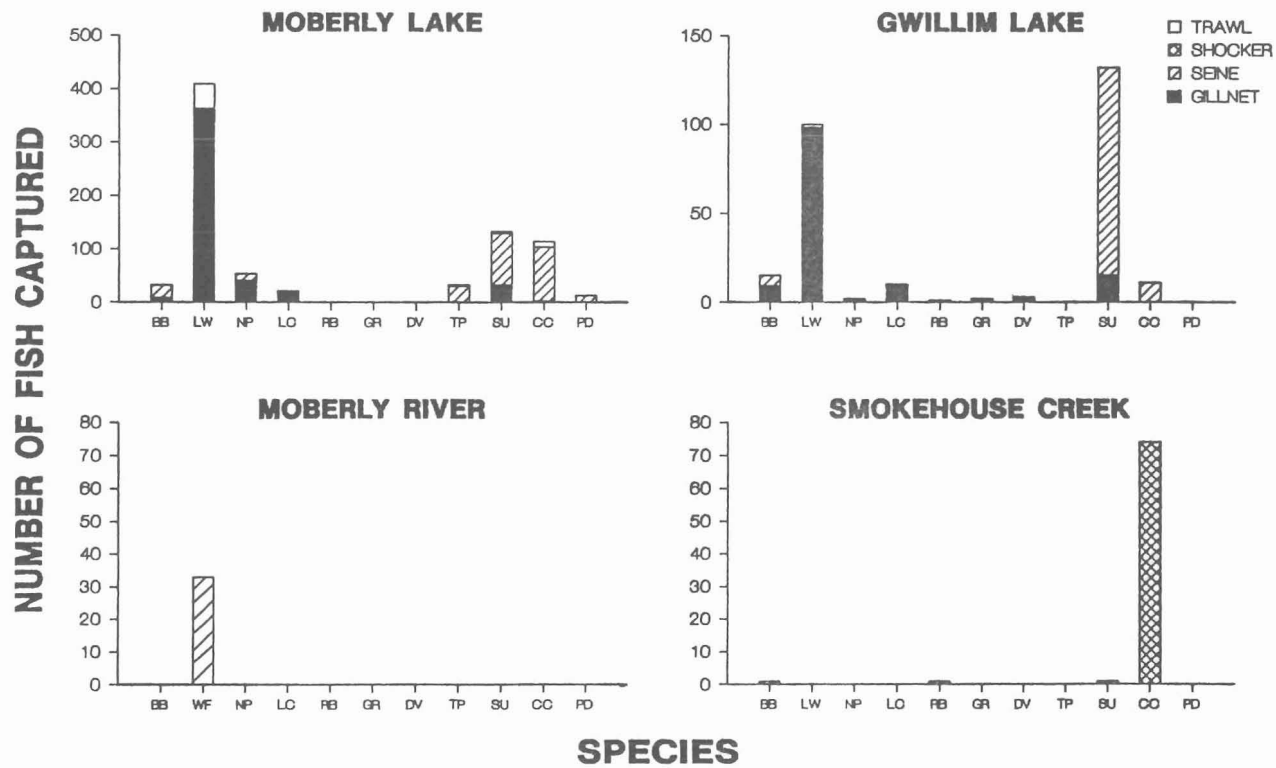 MOBERLY LAKE
500
400
300
200
100
0
BB LW NP LC RB GR DV TP SU CC PD
GWILLIM LAKE
TRAWL
SHOCKER
SEINE
GILLNET
150
100
50
0
BB LW NP LC RB GR DV TP SU CC PD
NUMBER OF FISH CAPTURED
MOBERLY RIVER
80
70
60
50
40
30
20
10
0
BB WF NP LC RB GR DV TP SU CC PD
SMOKEHOUSE CREEK
80
70
60
50
40
30
20
10
0
BB LW NP LC RB GR DV TP SU CC PD
SPECIES